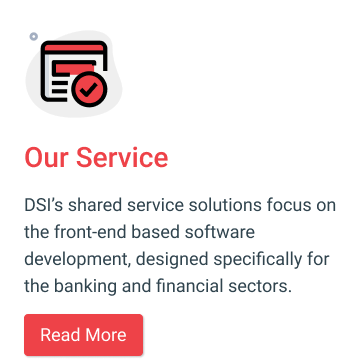 Our Service
DSI’s shared service solutions focus on
the front-end based software
development, designed specifically for
the banking and financial sectors.
Read More